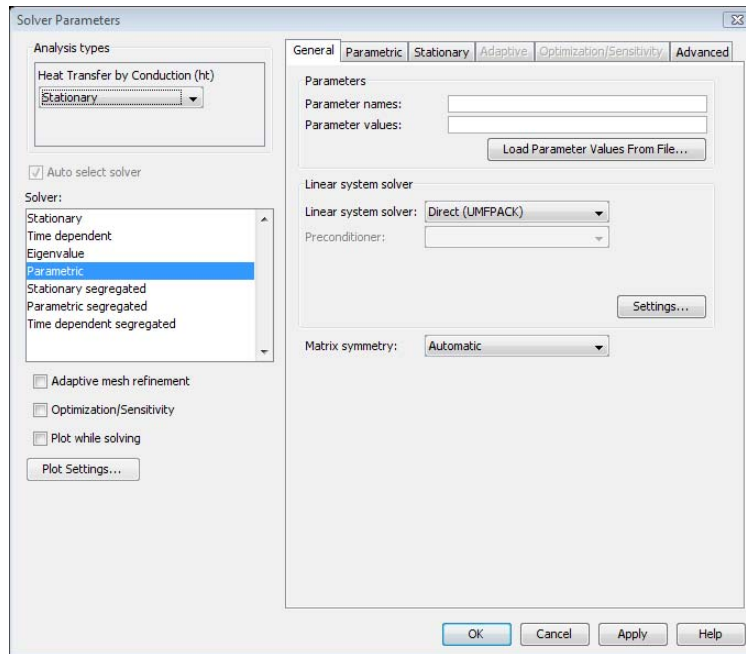 Solver Parameters
Analysis types
Heat Transfer by Conduction (ht)
Stationary
Auto select solver
Solver:
Stationary
Time dependent
Eigenvalue
Parametric
Stationary segregated
Parametric segregated
Time dependent segregated
Adaptive mesh refinement
Optimization/Sensitivity
Plot while solving
Plot Settings...
General Parametric Stationary Adaptive Optimization/Sensitivity Advanced
Parameters
Parameter names:
Parameter values:
Load Parameter Values From File...
Linear system solver
Linear system solver: Direct (UMFPACK)
Preconditioner:
Settings...
Matrix symmetry: Automatic
OK Cancel Apply Help